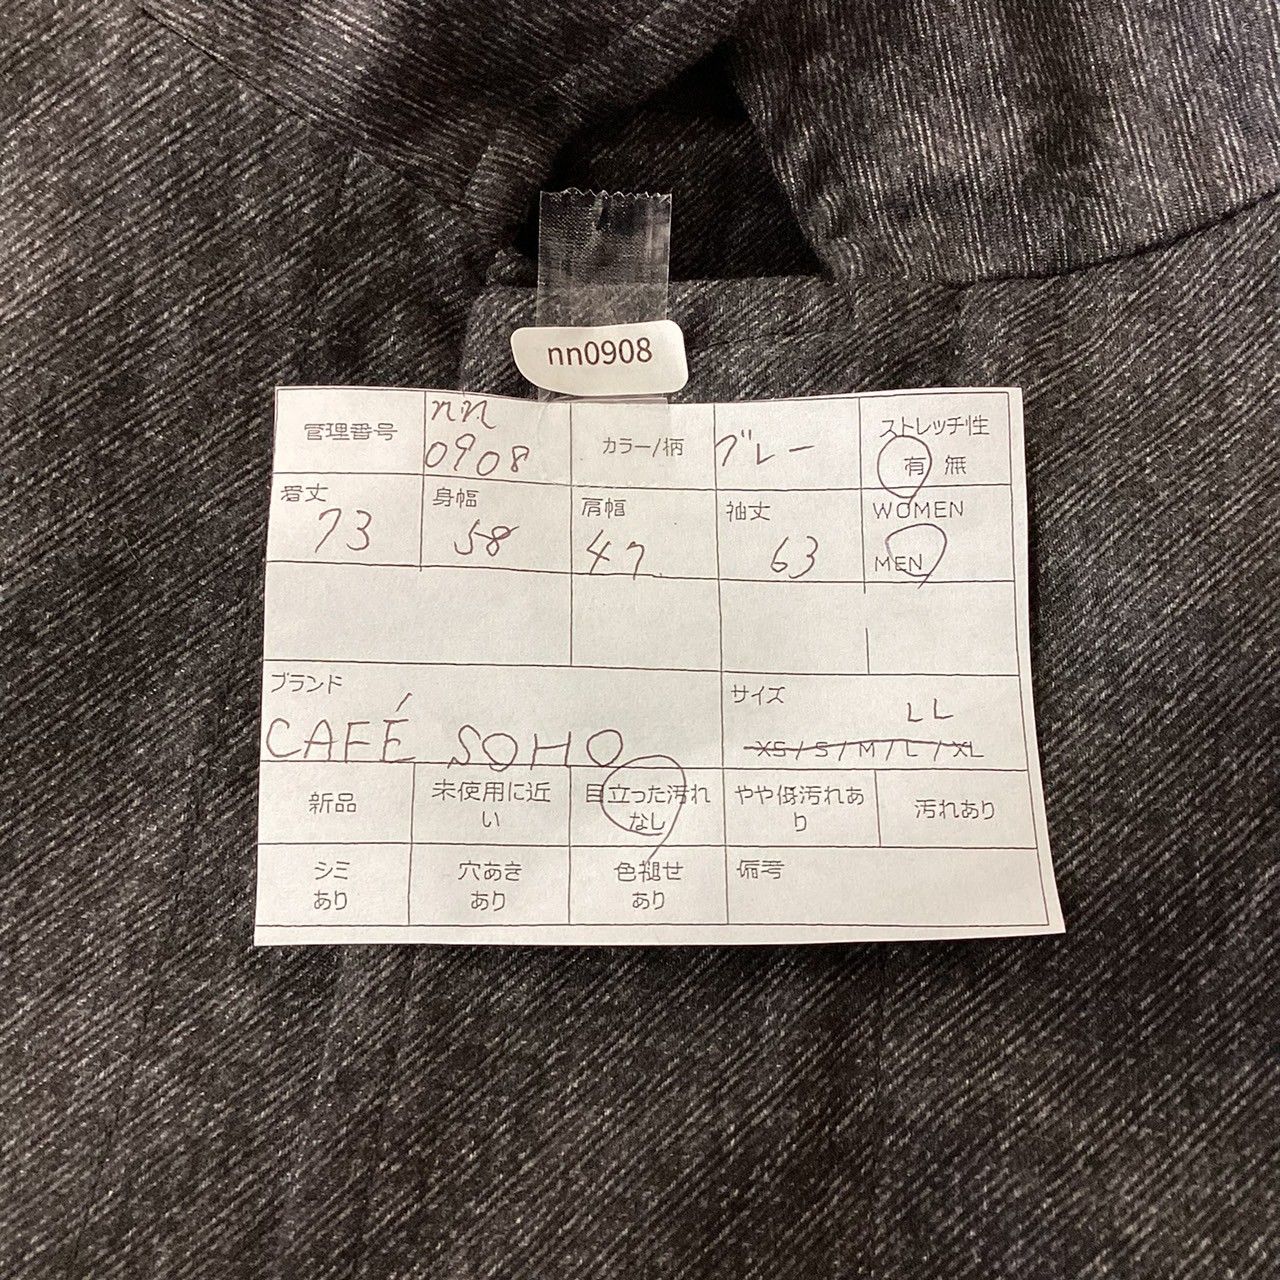 nn0908
管理番号 nn 0908 カラー/柄 グレー ストレッチ性 有 無
着丈 73 身幅 58 肩幅 47 袖丈 63 WOMEN MEN
ブランド サイズ
CAFÉ SOHO LL
XS / S / M / L / XL
新品 未使用に近い 目立った汚れなし やや傷汚れあり 汚れあり
シミあり 穴あきあり 色褪せあり 備考